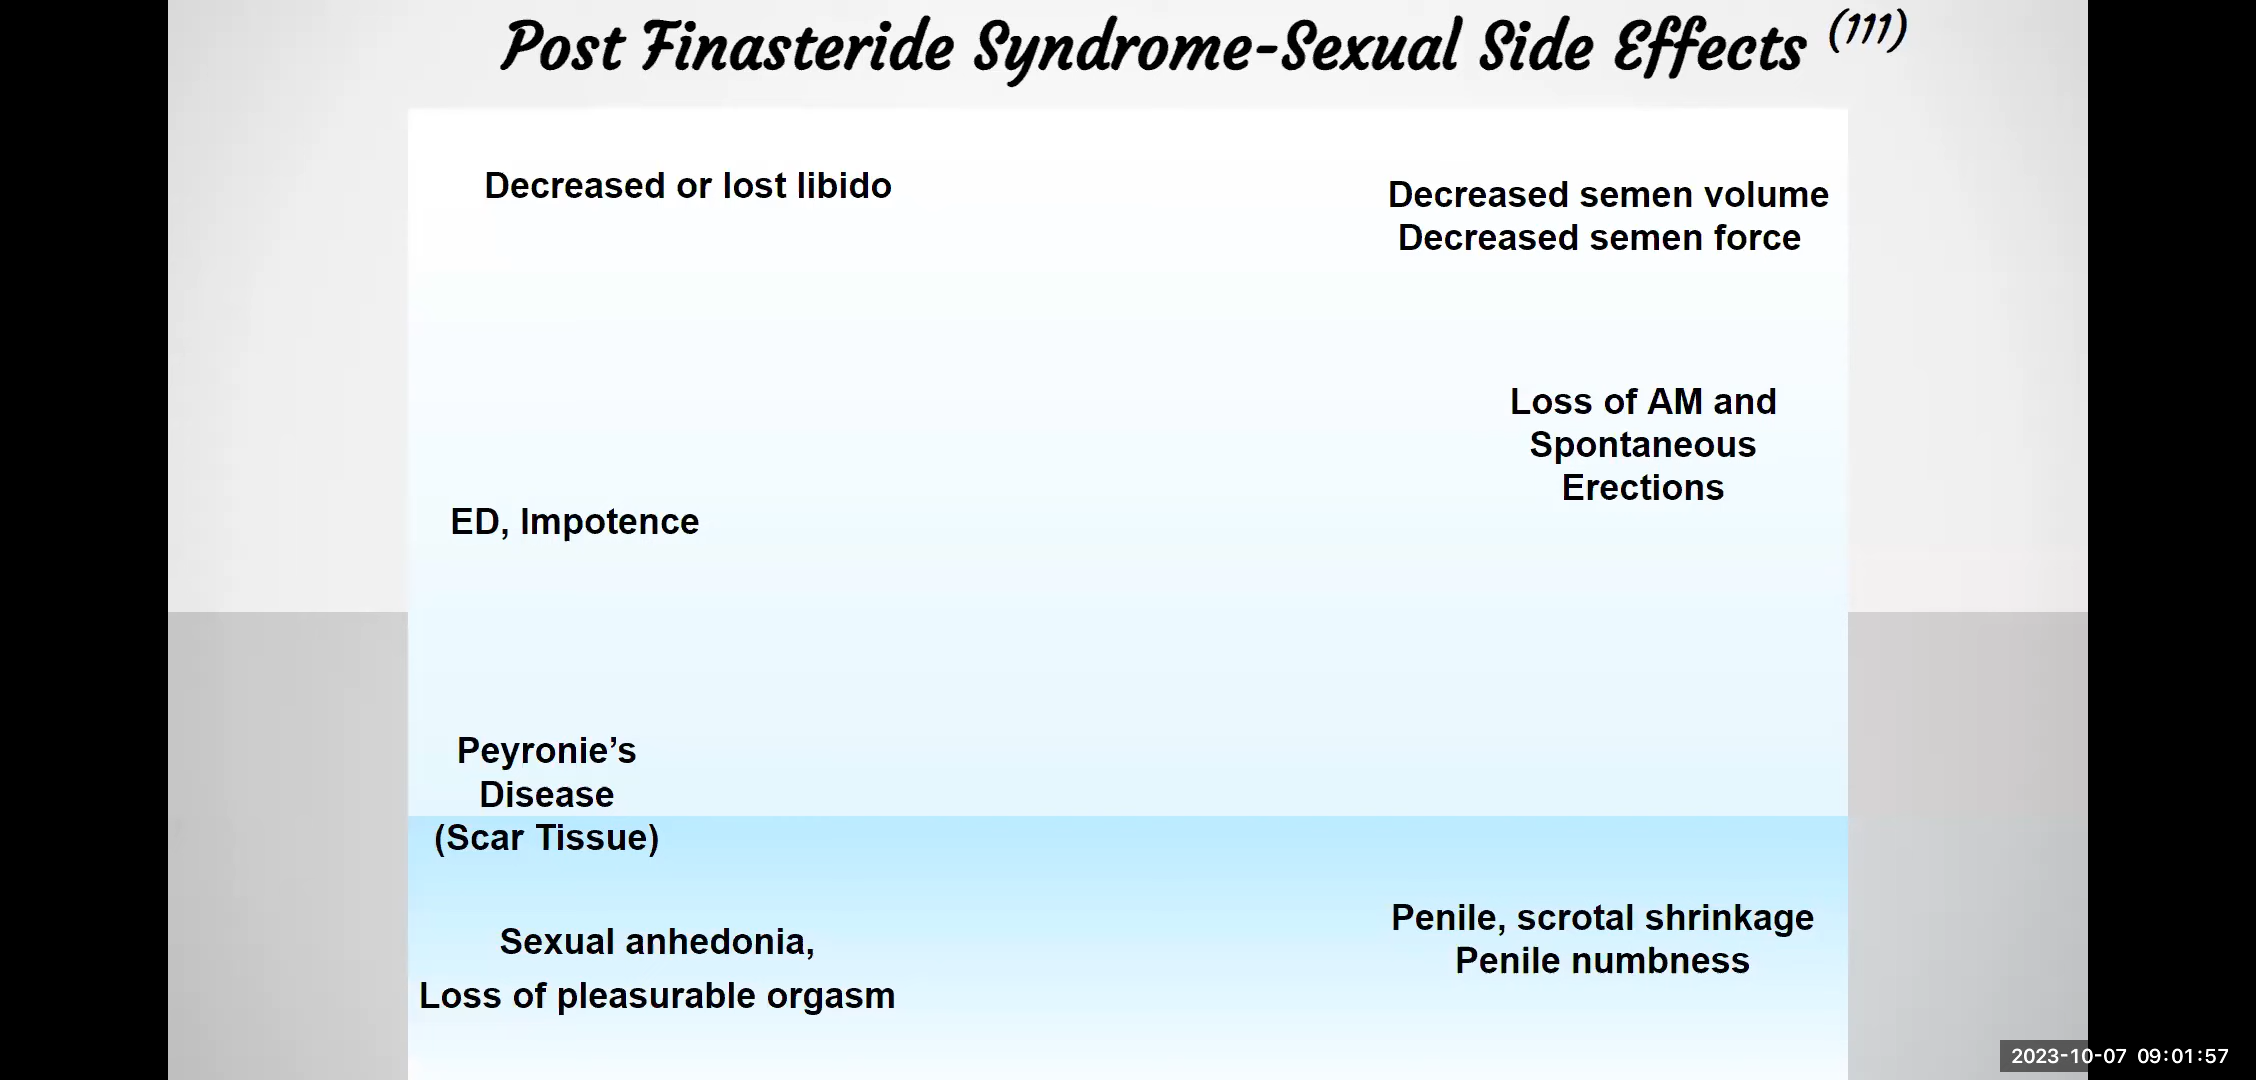 Post Finasteride Syndrome-Sexual Side Effects (111)
Decreased or lost libido
Decreased semen volume
Decreased semen force
Loss of AM and
Spontaneous
Erections
ED, Impotence
Peyronie’s
Disease
(Scar Tissue)
Sexual anhedonia,
Loss of pleasurable orgasm
Penile, scrotal shrinkage
Penile numbness
2023-10-07 09:01:57